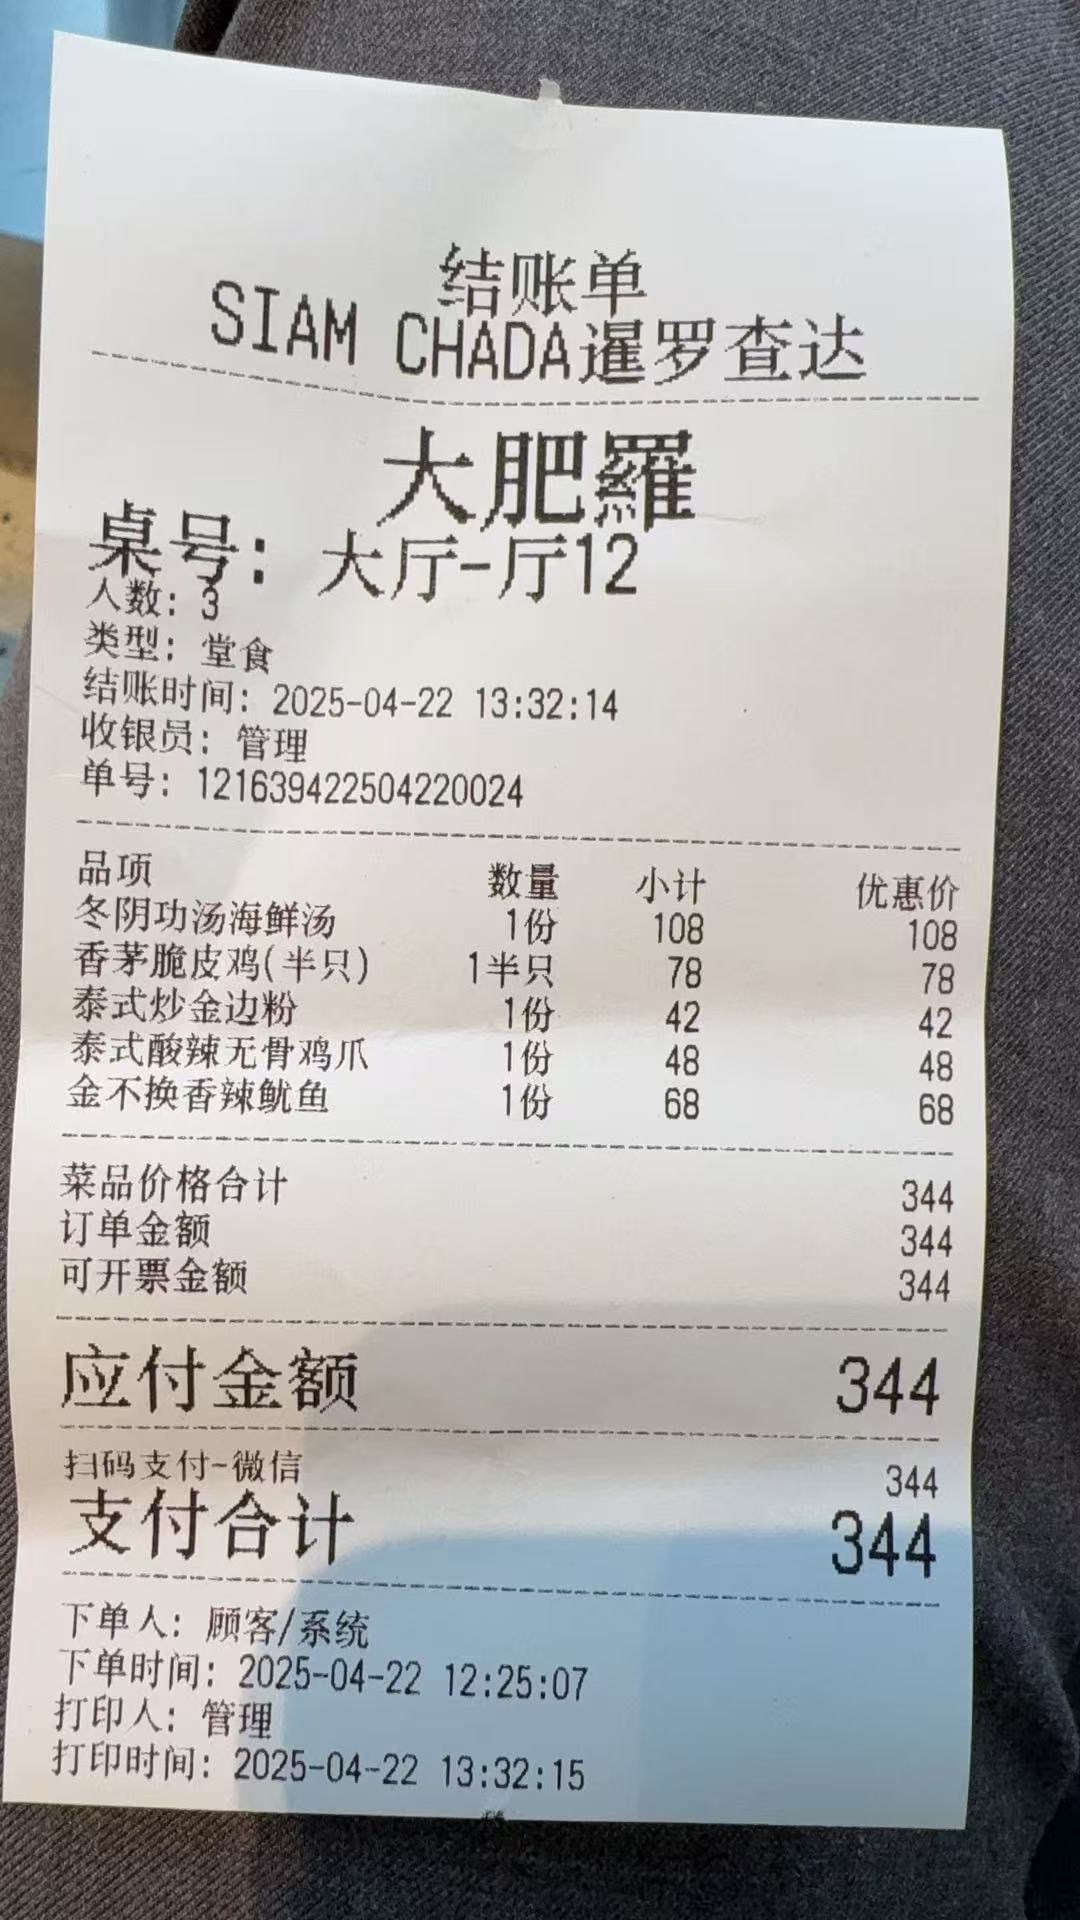 结账单
SIAM CHADA暹罗查达
大肥羅
桌号：大厅-厅12
人数：3
类型：堂食
结账时间：2025-04-22 13:32:14
收银员：管理
单号：121639422504220024
品项 数量 小计 优惠价
冬阴功汤海鲜汤 1份 108 108
香茅脆皮鸡(半只) 1半只 78 78
泰式炒金边粉 1份 42 42
泰式酸辣无骨鸡爪 1份 48 48
金不换香辣鱿鱼 1份 68 68
菜品价格合计 344
订单金额 344
可开票金额 344
应付金额 344
扫码支付-微信 344
支付合计 344
下单人：顾客/系统
下单时间：2025-04-22 12:25:07
打印人：管理
打印时间：2025-04-22 13:32:15